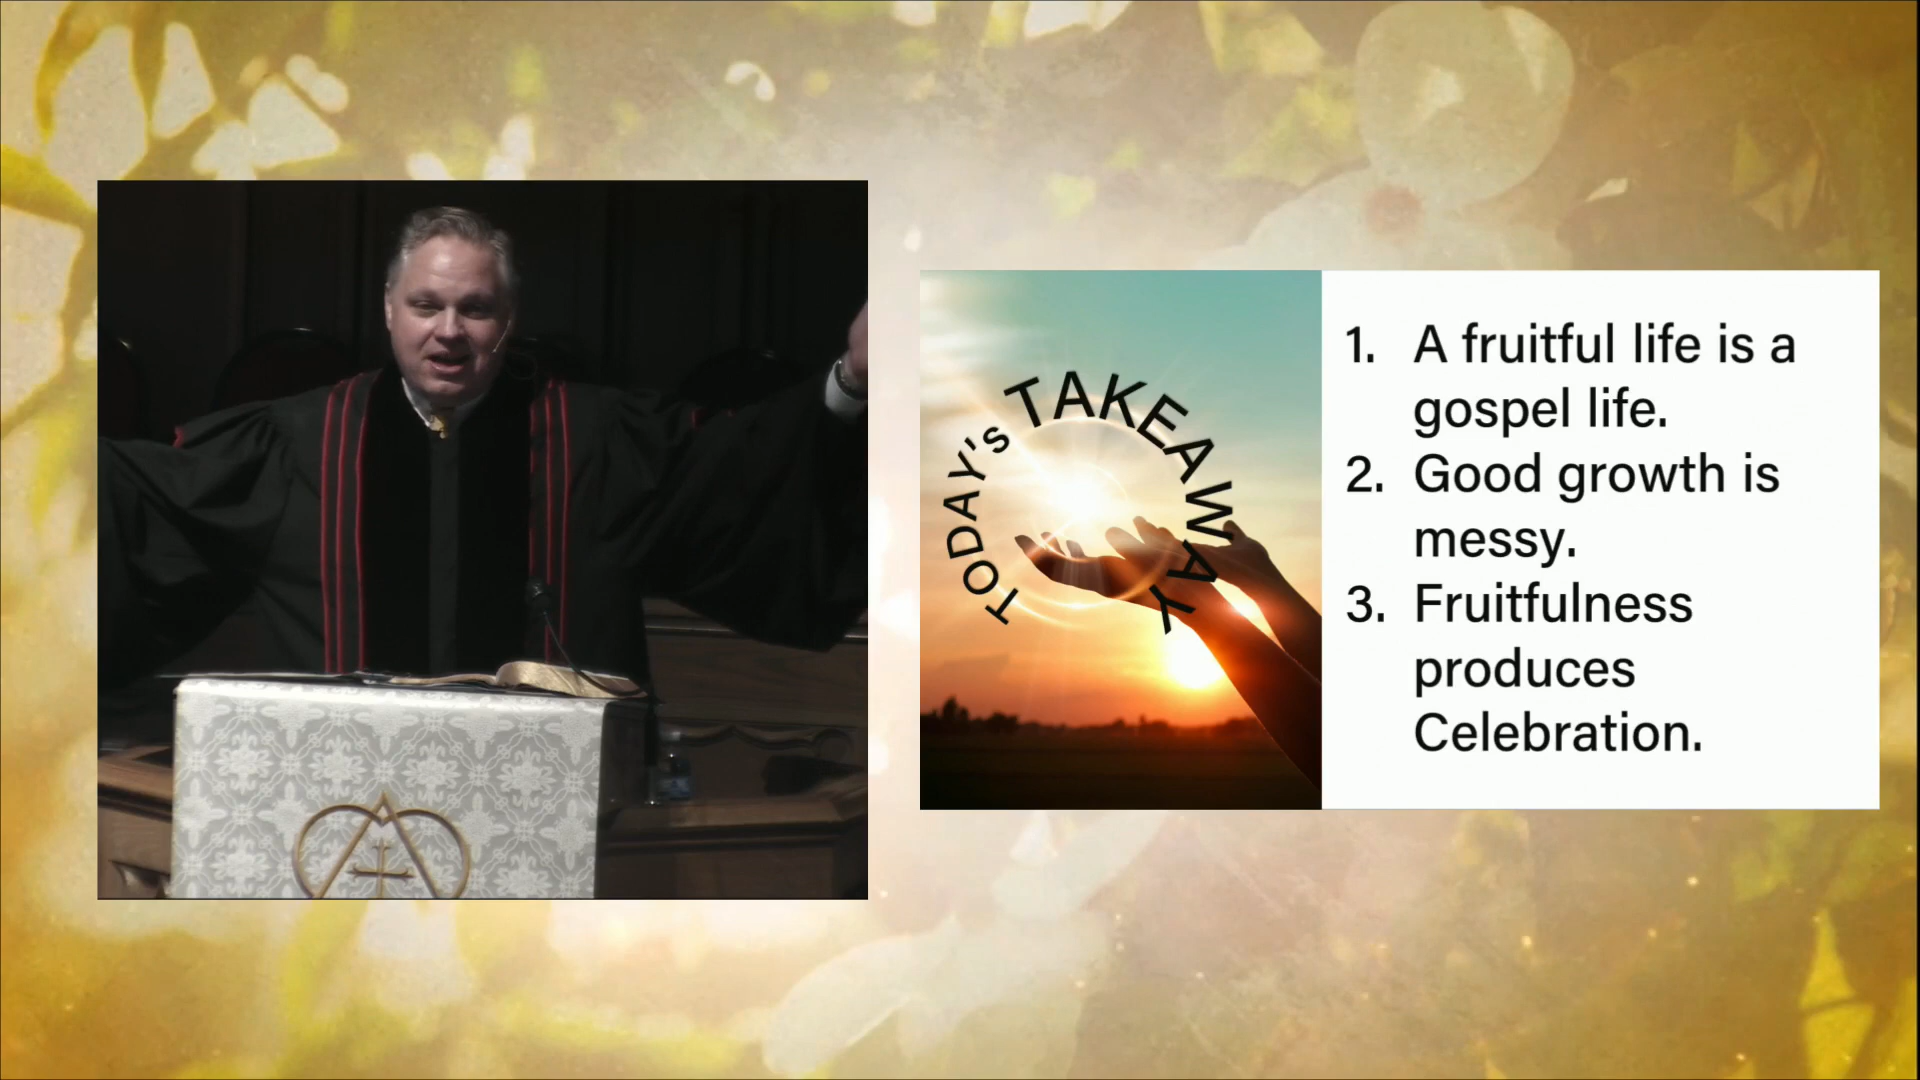 TODAY's TAKEAWAY
1. A fruitful life is a
gospel life.
2. Good growth is
messy.
3. Fruitfulness
produces
Celebration.